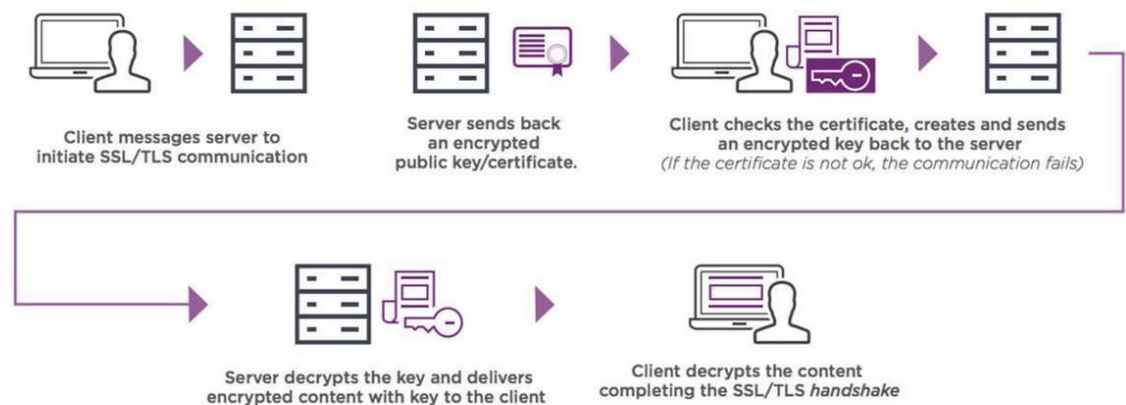 Client messages server to
initiate SSL/TLS communication
Server sends back
an encrypted
public key/certificate.
Client checks the certificate, creates and sends
an encrypted key back to the server
(If the certificate is not ok, the communication fails)
Server decrypts the key and delivers
encrypted content with key to the client
Client decrypts the content
completing the SSL/TLS handshake